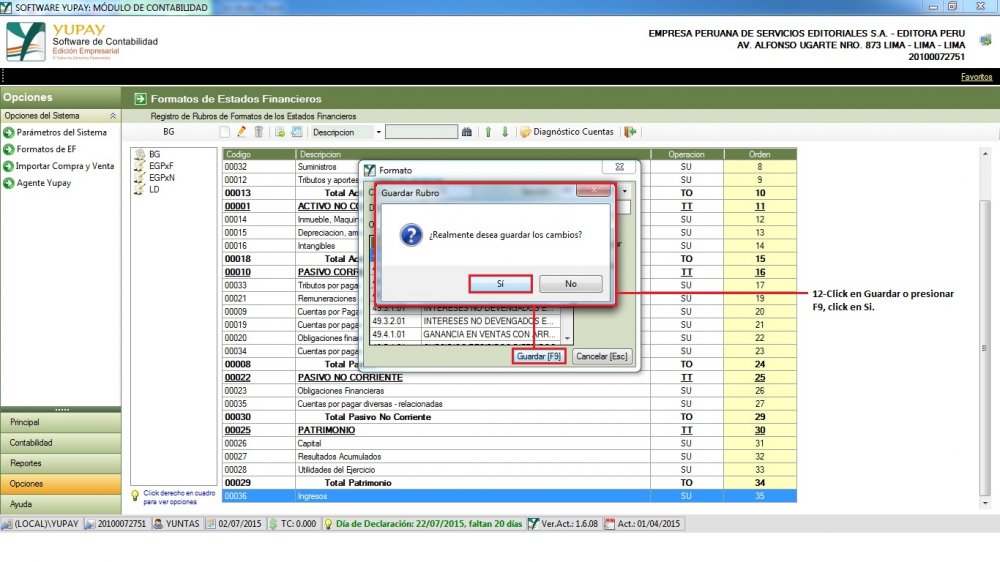 SOFTWARE YUPAY: MÓDULO DE CONTABILIDAD
YUPAY
Software de Contabilidad
Edición Empresarial
EMPRESA PERUANA DE SERVICIOS EDITORIALES S.A. - EDITORA PERU
AV. ALFONSO UGARTE NRO. 873 LIMA - LIMA - LIMA
20100072751
Favoritos
Opciones
Formatos de Estados Financieros
Opciones del Sistema
Registro de Rubros de Formatos de los Estados Financieros
Parámetros del Sistema
Formatos de EF
Importar Compra y Venta
Agente Yupay
BG
Descripcion
Diagnóstico Cuentas
BG
EGPxF
EGPxN
LD
Codigo Descripcion Operacion Orden
00032 Suministros SU 8
00012 Tributos y aportes SU 9
00013 Total Ac TO 10
00001 ACTIVO NO CO TT 11
00014 Inmueble, Maquin SU 12
00015 Depreciacion, am SU 13
00016 Intangibles SU 14
00018 Total Ac TO 15
00010 PASIVO CORR TT 16
00033 Tributos por paga SU 17
00021 Remuneraciones SU 19
00009 Cuentas por Paga SU 20
00019 Cuentas por paga SU 21
00020 Obligaciones finan SU 22
00034 Cuentas por paga SU 23
00008 Total Pa TO 24
00022 PASIVO NO CORRIENTE TT 25
00023 Obligaciones Financieras SU 26
00035 Cuentas por pagar diversas - relacionadas SU 27
00030 Total Pasivo No Corriente TO 29
00025 PATRIMONIO TT 30
00026 Capital SU 31
00027 Resultados Acumulados SU 32
00028 Utilidades del Ejercicio SU 33
00029 Total Patrimonio TO 34
00036 Ingresos SU 35
Formato
Guardar Rubro
¿Realmente desea guardar los cambios?
Sí
No
49.3.1.01 INTERESES NO DEVENGADOS E...
49.3.2.01 INTERESES NO DEVENGADOS E...
49.4.1.01 GANANCIA EN VENTAS CON ARR...
Guardar [F9]
Cancelar [Esc]
12-Click en Guardar o presionar
F9, click en Si.
Principal
Contabilidad
Reportes
Opciones
Ayuda
Click derecho en cuadro
para ver opciones
(LOCAL)\YUPAY 20100072751 YUNTAS 02/07/2015 TC: 0.000 Día de Declaración: 22/07/2015, faltan 20 días Ver.Act.: 1.6.08 Act.: 01/04/2015